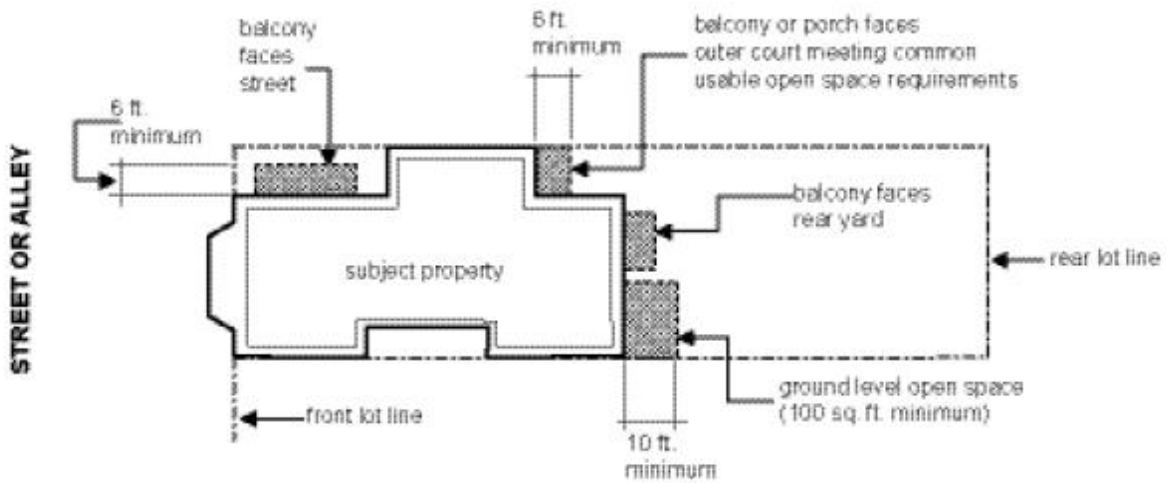 balcony
faces
street
6 ft.
minimum
balcony or porch faces
outer court meeting common
usable open space requirements
6 ft.
minimum
STREET OR ALLEY
balcony faces
rear yard
subject property
rear lot line
ground level open space
(100 sq. ft. minimum)
front lot line
10 ft.
minimum